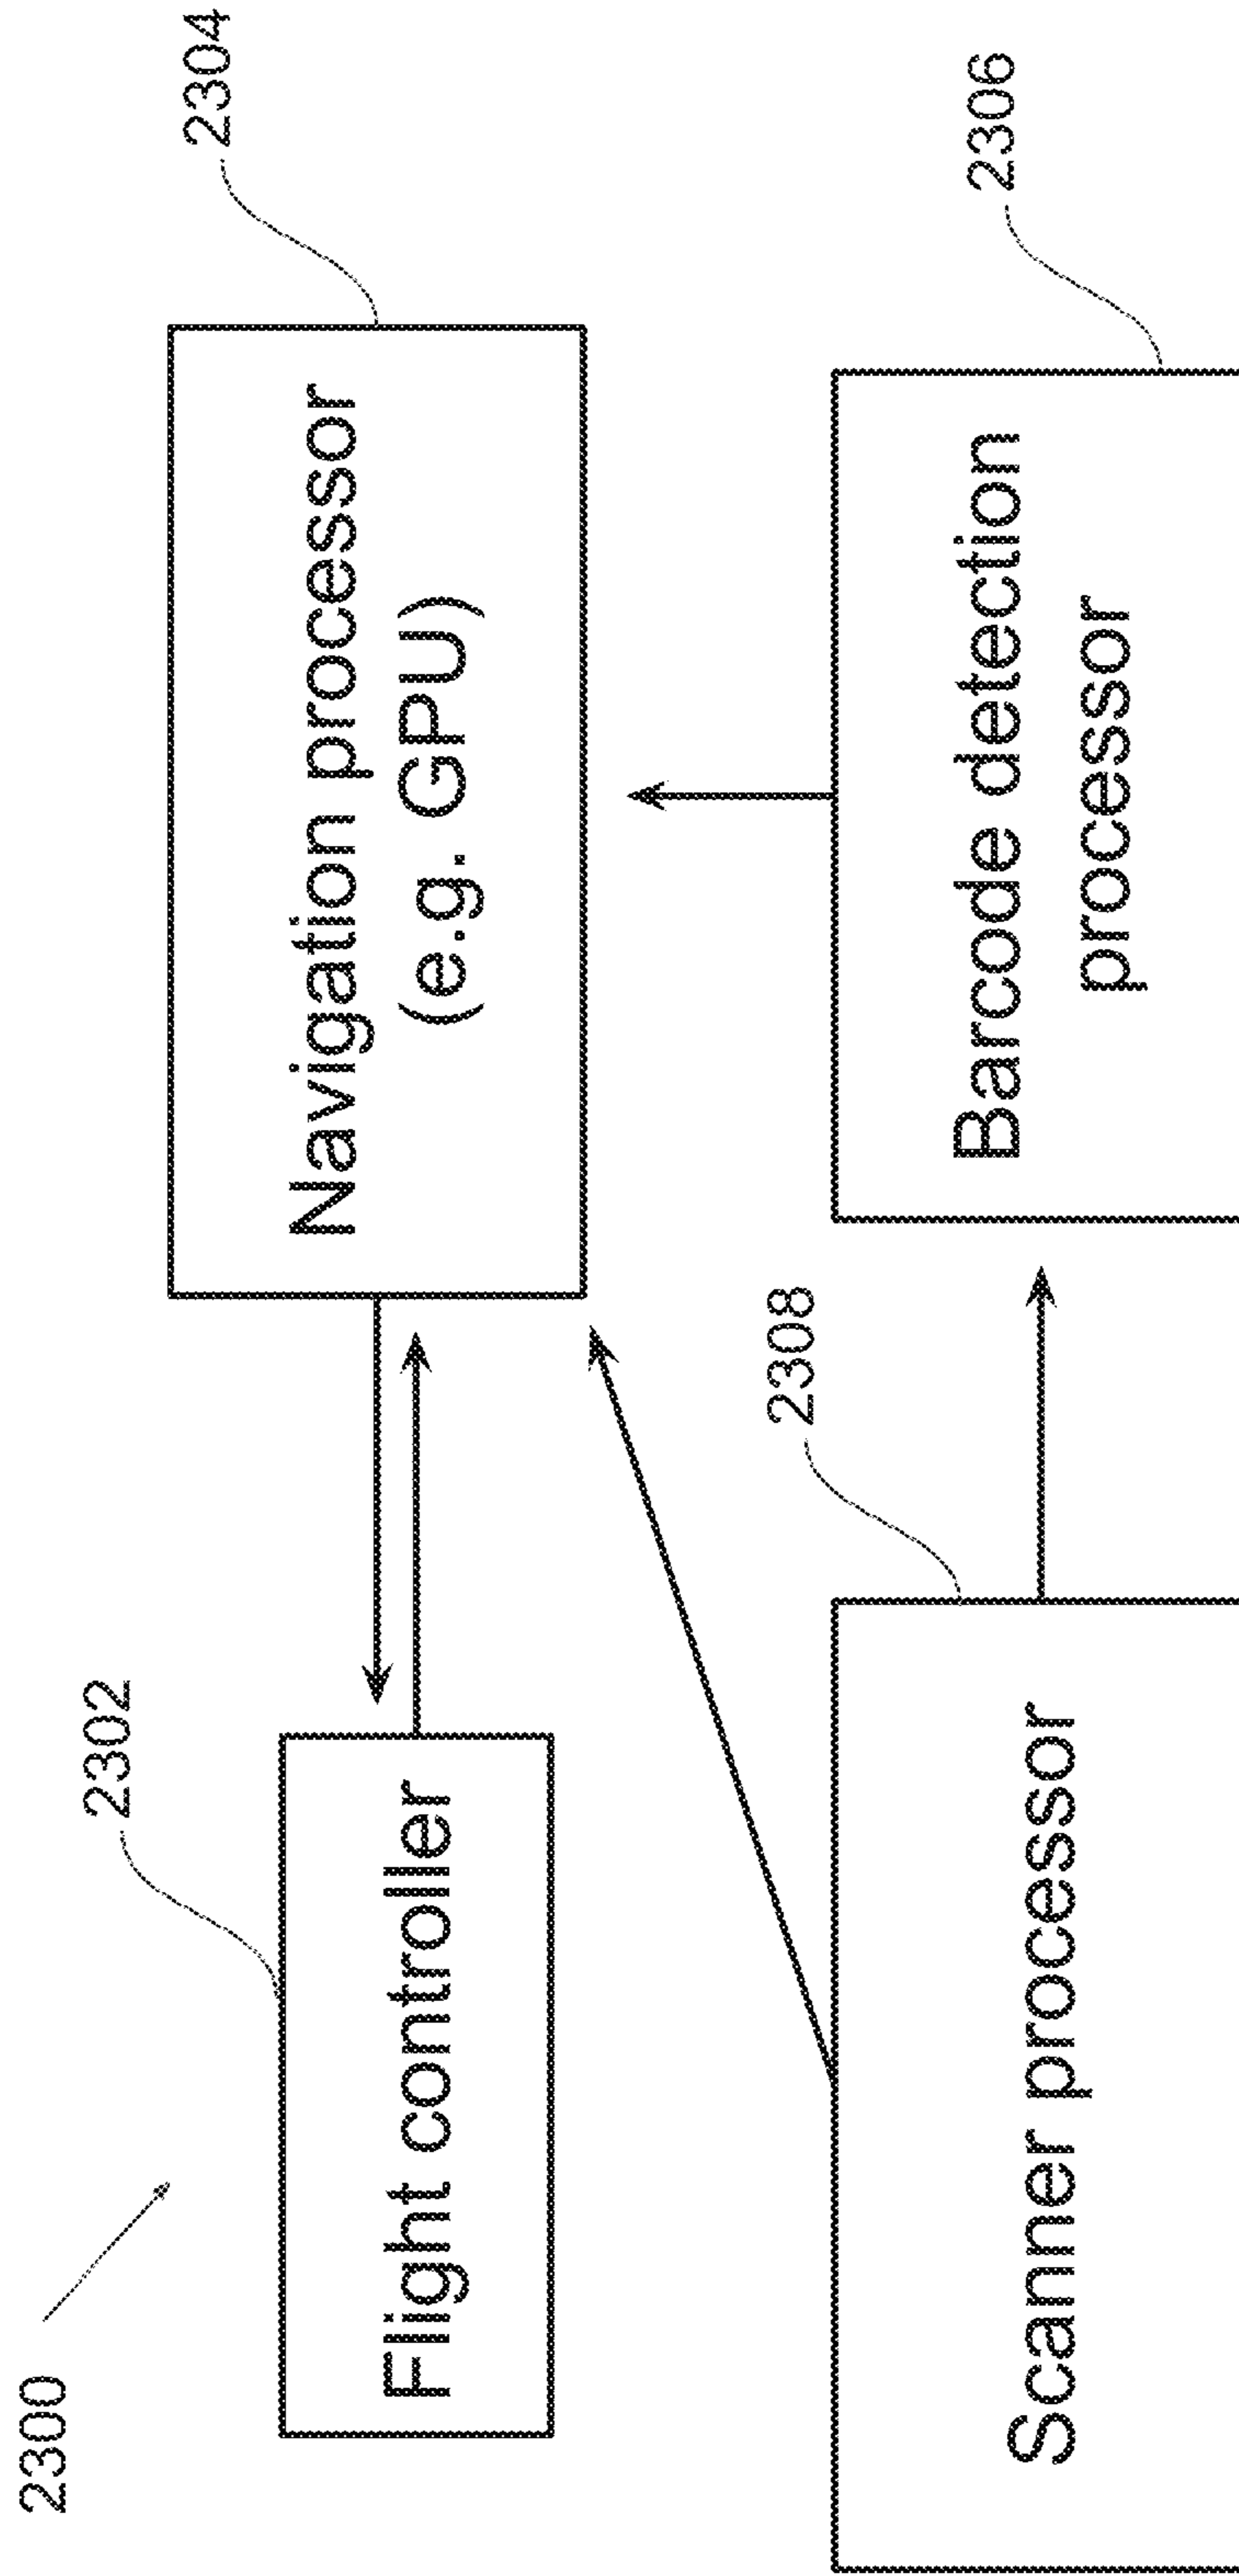 2300
2302
2304
Flight controller
Navigation processor
(e.g. GPU)
2308
2306
Scanner processor
Barcode detection
processor